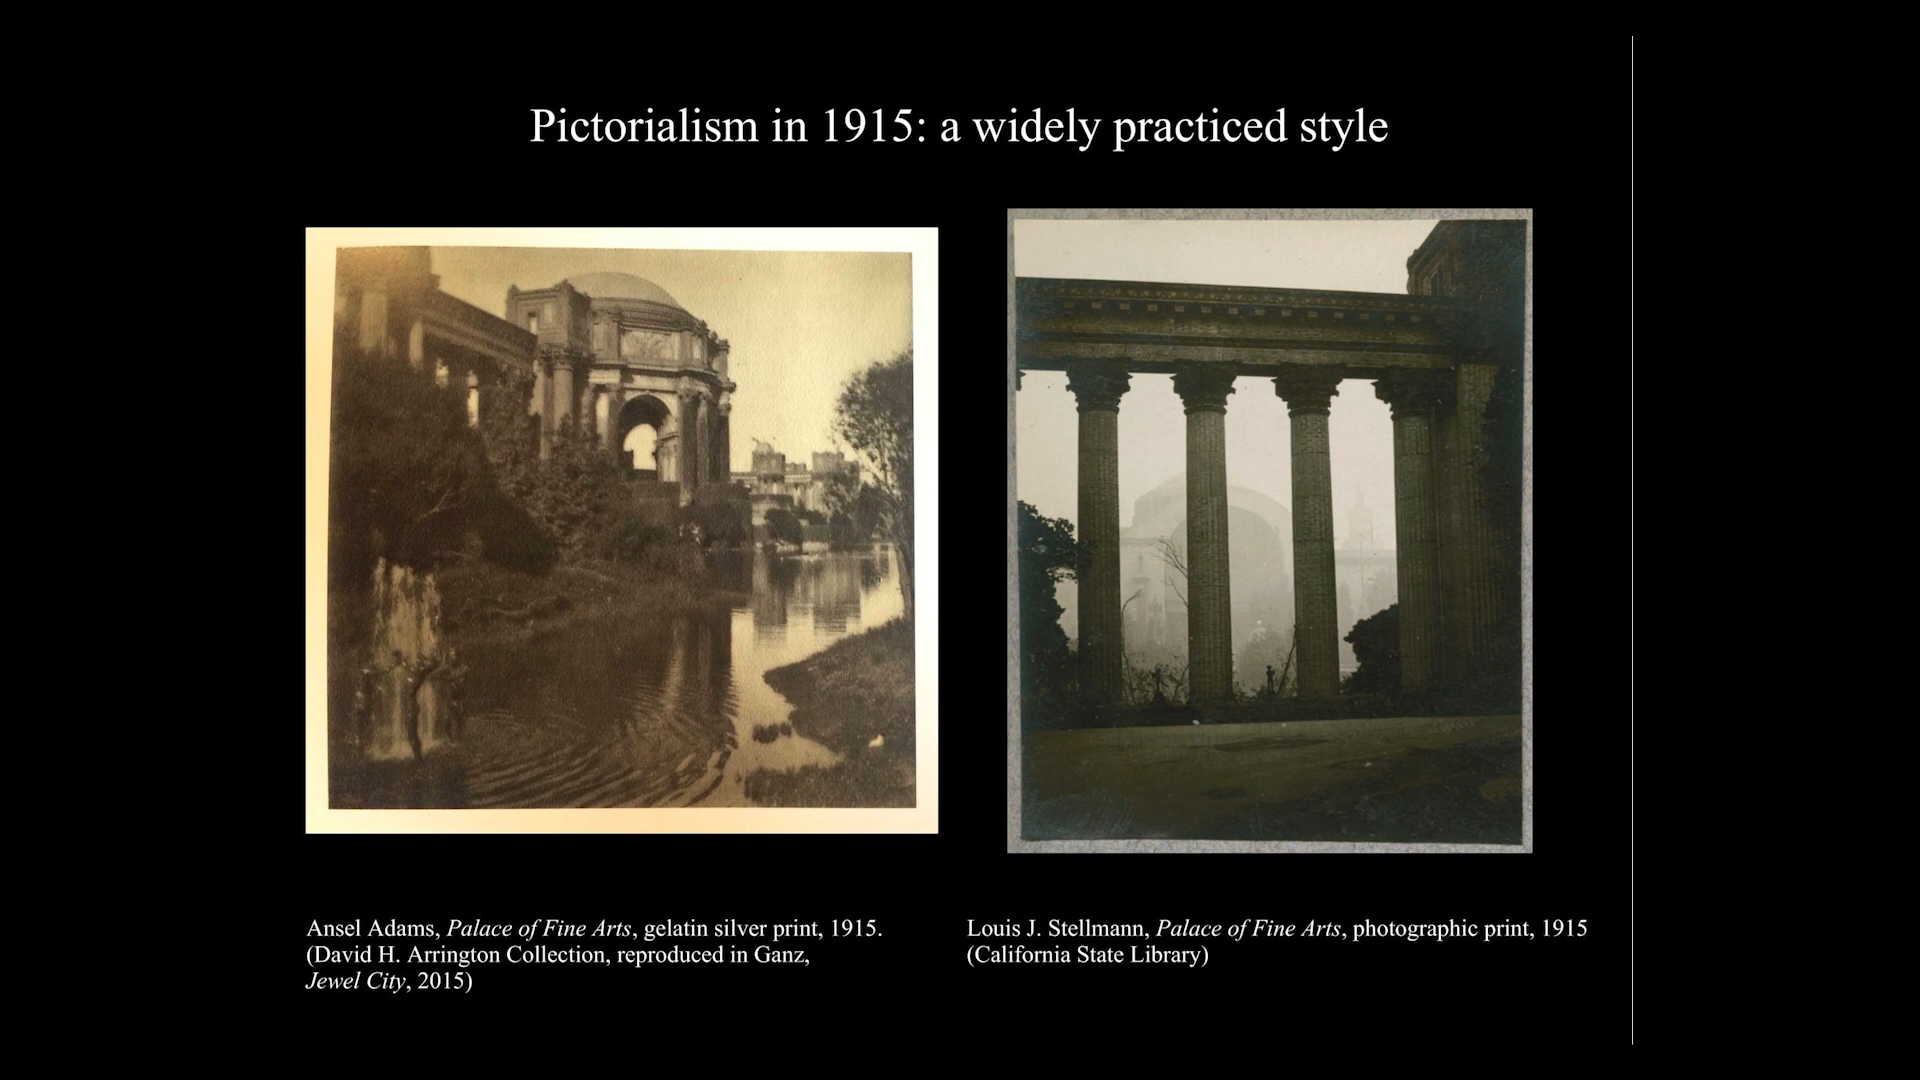 Pictorialism in 1915: a widely practiced style
Ansel Adams, Palace of Fine Arts, gelatin silver print, 1915.
(David H. Arrington Collection, reproduced in Ganz,
Jewel City, 2015)
Louis J. Stellmann, Palace of Fine Arts, photographic print, 1915
(California State Library)